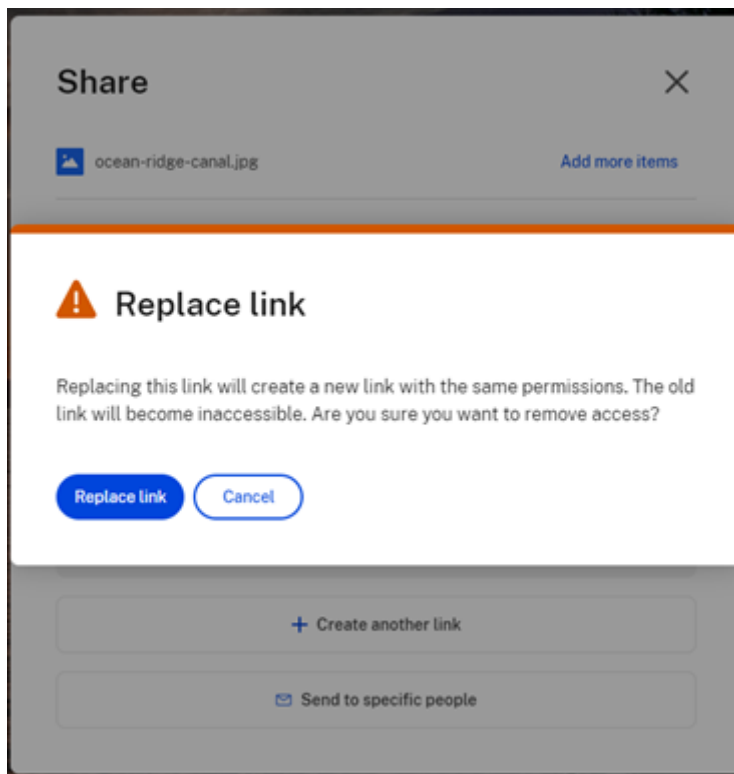 Share
ocean-ridge-canal.jpg
Add more items
Replace link
Replacing this link will create a new link with the same permissions. The old
link will become inaccessible. Are you sure you want to remove access?
Replace link
Cancel
Create another link
Send to specific people